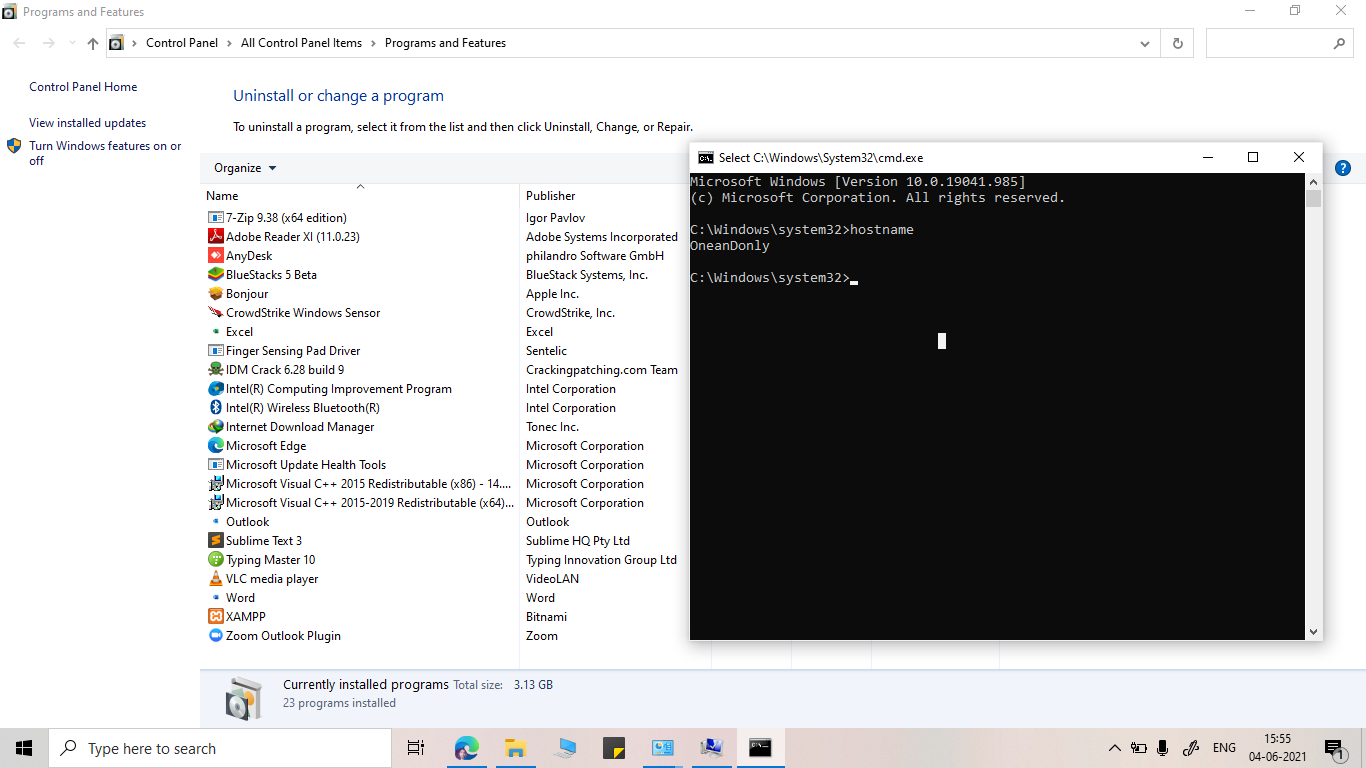 Programs and Features
Control Panel > All Control Panel Items > Programs and Features
Control Panel Home
View installed updates
Turn Windows features on or
off
Uninstall or change a program
To uninstall a program, select it from the list and then click Uninstall, Change, or Repair.
Organize
Name Publisher
7-Zip 9.38 (x64 edition) Igor Pavlov
Adobe Reader XI (11.0.23) Adobe Systems Incorporated
AnyDesk philandro Software GmbH
BlueStacks 5 Beta BlueStack Systems, Inc.
Bonjour Apple Inc.
CrowdStrike Windows Sensor CrowdStrike, Inc.
Excel Excel
Finger Sensing Pad Driver Sentelic
IDM Crack 6.28 build 9 Crackingpatching.com Team
Intel(R) Computing Improvement Program Intel Corporation
Intel(R) Wireless Bluetooth(R) Intel Corporation
Internet Download Manager Tonec Inc.
Microsoft Edge Microsoft Corporation
Microsoft Update Health Tools Microsoft Corporation
Microsoft Visual C++ 2015 Redistributable (x86) - 14.... Microsoft Corporation
Microsoft Visual C++ 2015-2019 Redistributable (x64)... Microsoft Corporation
Outlook Outlook
Sublime Text 3 Sublime HQ Pty Ltd
Typing Master 10 Typing Innovation Group Ltd
VLC media player VideoLAN
Word Word
XAMPP Bitnami
Zoom Outlook Plugin Zoom
Select C:\Windows\System32\cmd.exe
Microsoft Windows [Version 10.0.19041.985]
(c) Microsoft Corporation. All rights reserved.
C:\Windows\system32>hostname
OneanDonly
C:\Windows\system32>
Currently installed programs Total size: 3.13 GB
23 programs installed
Type here to search
ENG
15:55
04-06-2021
1